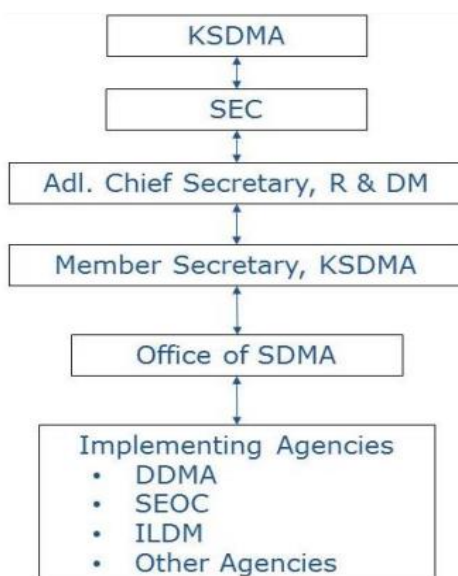 KSDMA
SEC
Adl. Chief Secretary, R & DM
Member Secretary, KSDMA
Office of SDMA
Implementing Agencies
• DDMA
• SEOC
• ILDM
• Other Agencies